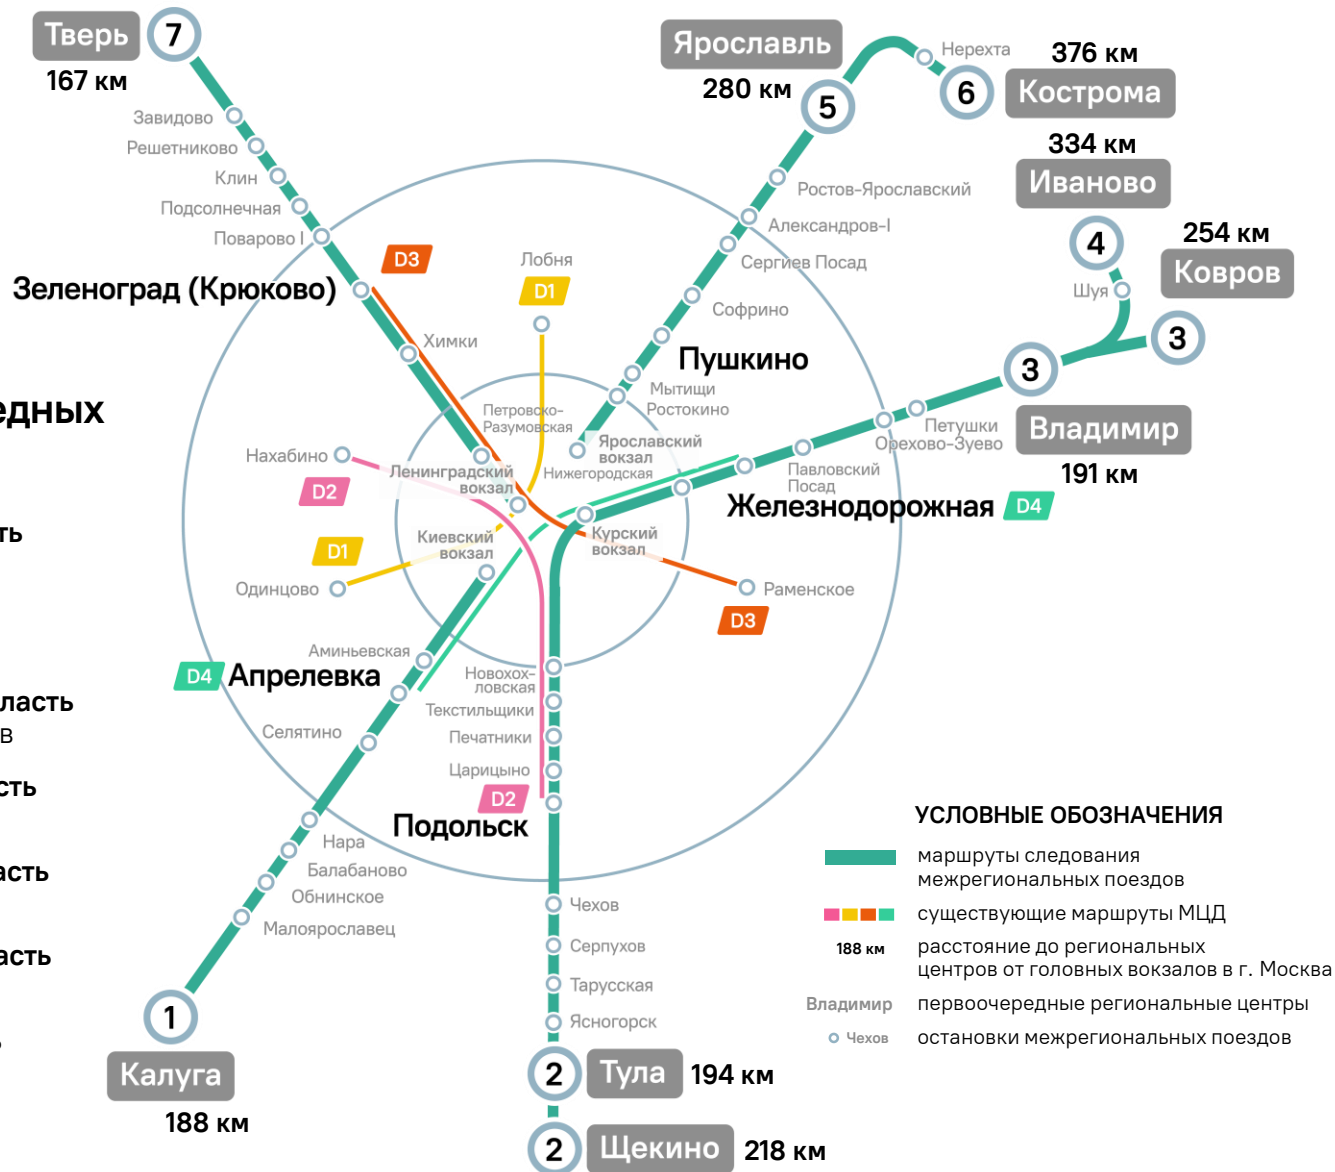 Тверь
7
167 км
Завидово
Решетниково
Клин
Подсолнечная
Поварово I
Зеленоград (Крюково)
D3
Химки
Лобня
D1
Ярославль
280 км
5
Нерехта
6
376 км
Кострома
334 км
Иваново
4
Шуя
254 км
Ковров
3
Ростов-Ярославский
Александров-I
Сергиев Посад
Софрино
Пушкино
Мытищи
Ростокино
Ярославский
вокзал
Нижегородская
3
Владимир
191 км
Петушки
Орехово-Зуево
Павловский
Посад
Железнодорожная
D4
Петровско-
Разумовская
Ленинградский
вокзал
Нахабино
D2
Киевский
вокзал
D1
Одинцово
Курский
вокзал
Раменское
D3
едных
ть
ласть
в
сть
асть
асть
Аминьевская
D4
Апрелевка
Селятино
Нара
Балабаново
Обнинское
Малоярославец
1
Калуга
188 км
Новохох-
ловская
Текстильщики
Печатники
Царицыно
D2
Подольск
Чехов
Серпухов
Тарусская
Ясногорск
2
Тула
194 км
2
Щекино
218 км
УСЛОВНЫЕ ОБОЗНАЧЕНИЯ
маршруты следования
межрегиональных поездов
существующие маршруты МЦД
188 км
расстояние до региональных
центров от головных вокзалов в г. Москва
Владимир
первоочередные региональные центры
Чехов
остановки межрегиональных поездов